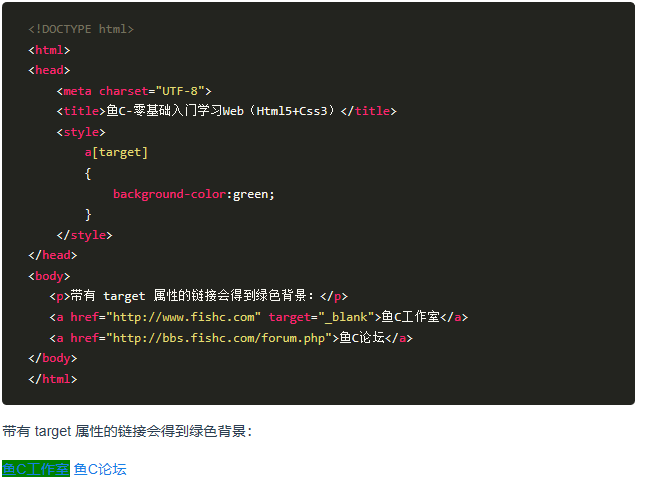 <!DOCTYPE html>
<html>
<head>
    <meta charset="UTF-8">
    <title>鱼C-零基础入门学习Web（Html5+Css3）</title>
    <style>
        a[target]
        {
            background-color:green;
        }
    </style>
</head>
<body>
   <p>带有 target 属性的链接会得到绿色背景：</p>
   <a href="http://www.fishc.com" target="_blank">鱼C工作室</a>
   <a href="http://bbs.fishc.com/forum.php">鱼C论坛</a>
</body>
</html>
带有 target 属性的链接会得到绿色背景：
鱼C工作室 鱼C论坛